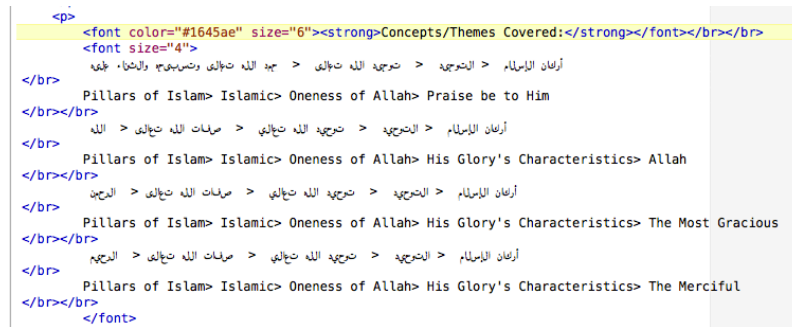 <p>
<font color="#1645ae" size="6"><strong>Concepts/Themes Covered:</strong></font></br></br>
<font size="4">
أركان الإسلام > التوحيد > توحيد الله تعالى > حمد الله تعالى وتسبيحه والثناء عليه
</br>
Pillars of Islam> Islamic> Oneness of Allah> Praise be to Him
</br></br>
أركان الإسلام > التوحيد > توحيد الله تعالي > صفات الله تعالي > الله
</br>
Pillars of Islam> Islamic> Oneness of Allah> His Glory's Characteristics> Allah
</br></br>
أركان الإسلام > التوحيد > توحيد الله تعالي > صفات الله تعالى > الرحمن
</br>
Pillars of Islam> Islamic> Oneness of Allah> His Glory's Characteristics> The Most Gracious
</br></br>
أركان الإسلام > التوحيد > توحيد الله تعالي > صفات الله تعالى > الرحيم
</br>
Pillars of Islam> Islamic> Oneness of Allah> His Glory's Characteristics> The Merciful
</br></br>
</font>